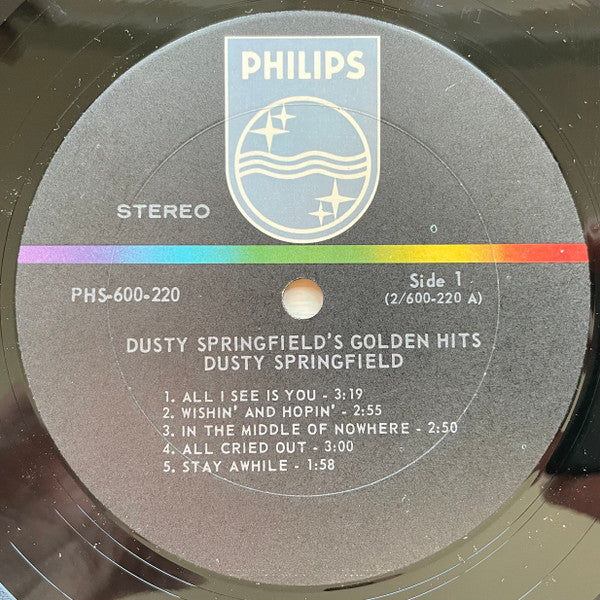 PHILIPS
STEREO
PHS-600-220
Side 1
(2/600-220 A)
DUSTY SPRINGFIELD'S GOLDEN HITS
DUSTY SPRINGFIELD
1. ALL I SEE IS YOU - 3:19
2. WISHIN' AND HOPIN' - 2:55
3. IN THE MIDDLE OF NOWHERE - 2:50
4. ALL CRIED OUT - 3:00
5. STAY AWHILE - 1:58